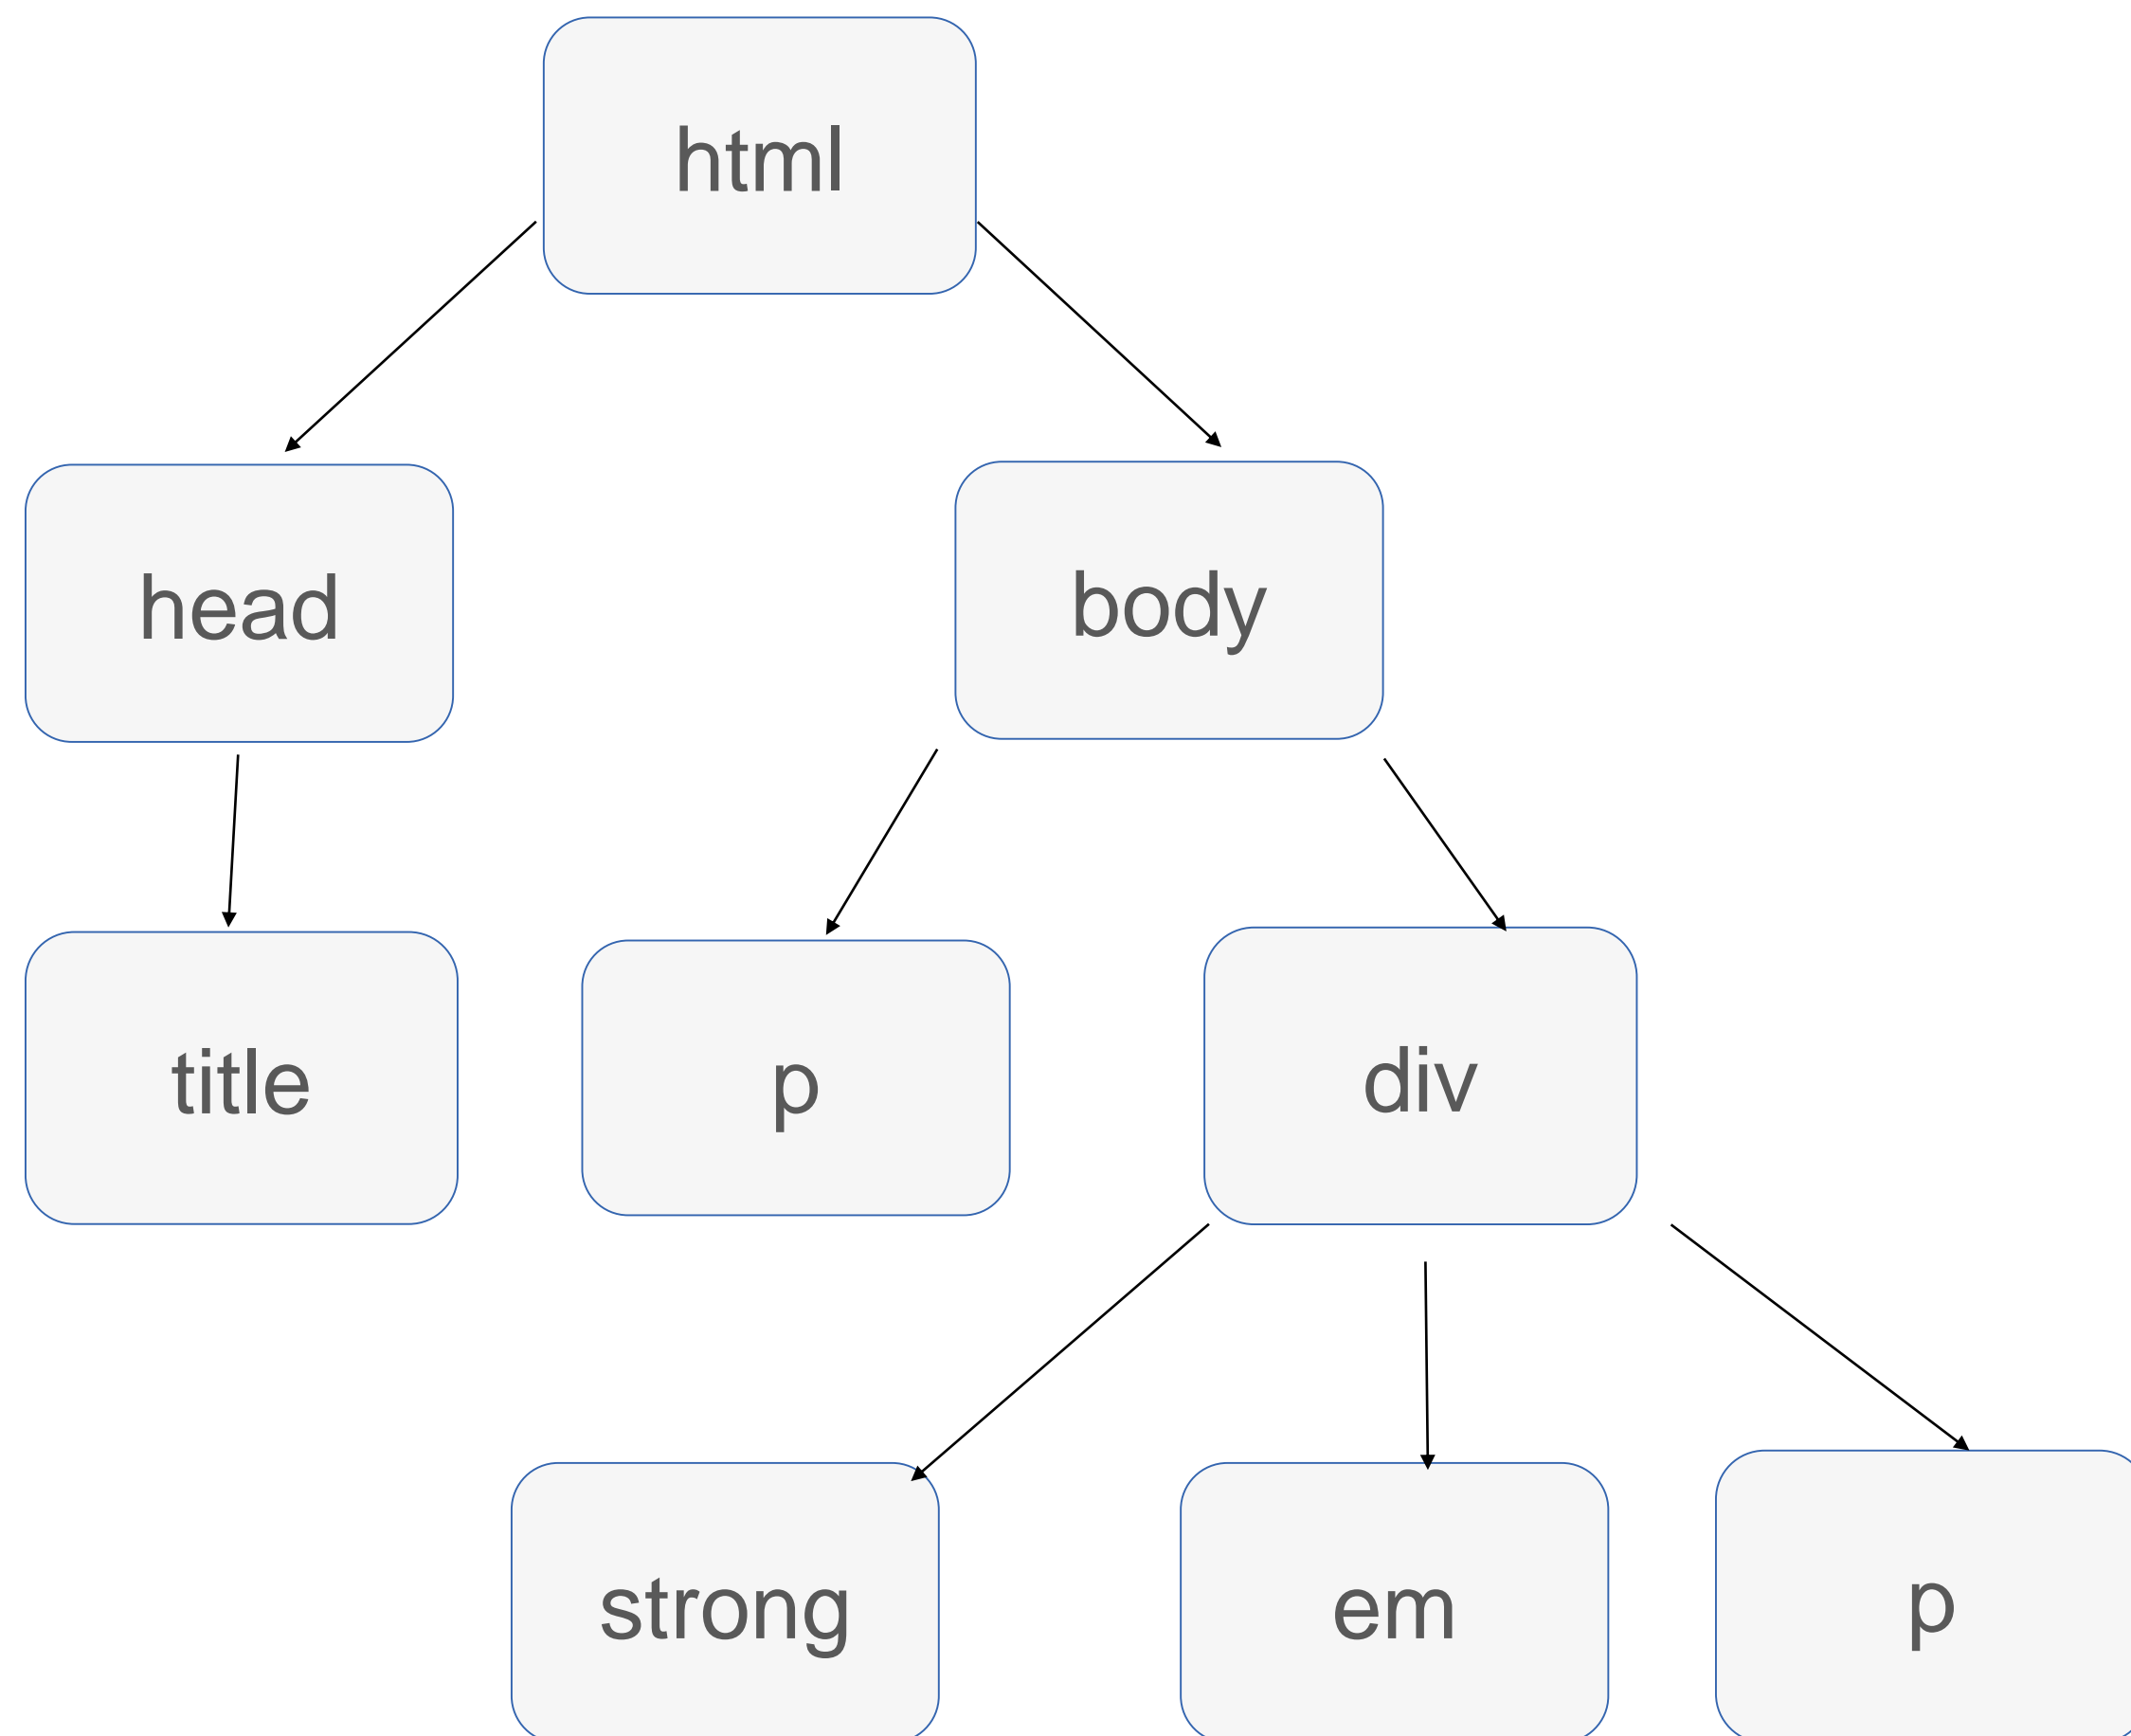 html
head
body
title
p
div
strong
em
p